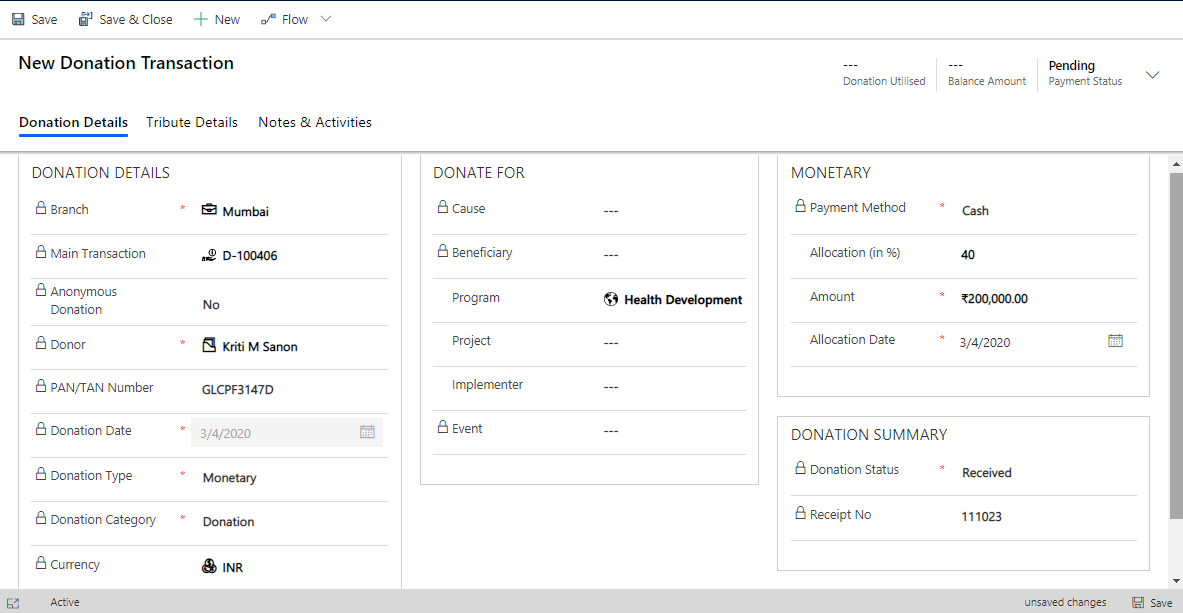 Save
Save & Close
New
Flow
New Donation Transaction
---
Donation Utilised
---
Balance Amount
Pending
Payment Status
Donation Details
Tribute Details
Notes & Activities
DONATION DETAILS
Branch * Mumbai
Main Transaction D-100406
Anonymous
Donation No
Donor * Kriti M Sanon
PAN/TAN Number GLCPF3147D
Donation Date * 3/4/2020
Donation Type * Monetary
Donation Category * Donation
Currency INR
DONATE FOR
Cause ---
Beneficiary ---
Program Health Development
Project ---
Implementer ---
Event ---
MONETARY
Payment Method * Cash
Allocation (in %) 40
Amount * ₹200,000.00
Allocation Date * 3/4/2020
DONATION SUMMARY
Donation Status * Received
Receipt No 111023
Active
unsaved changes
Save